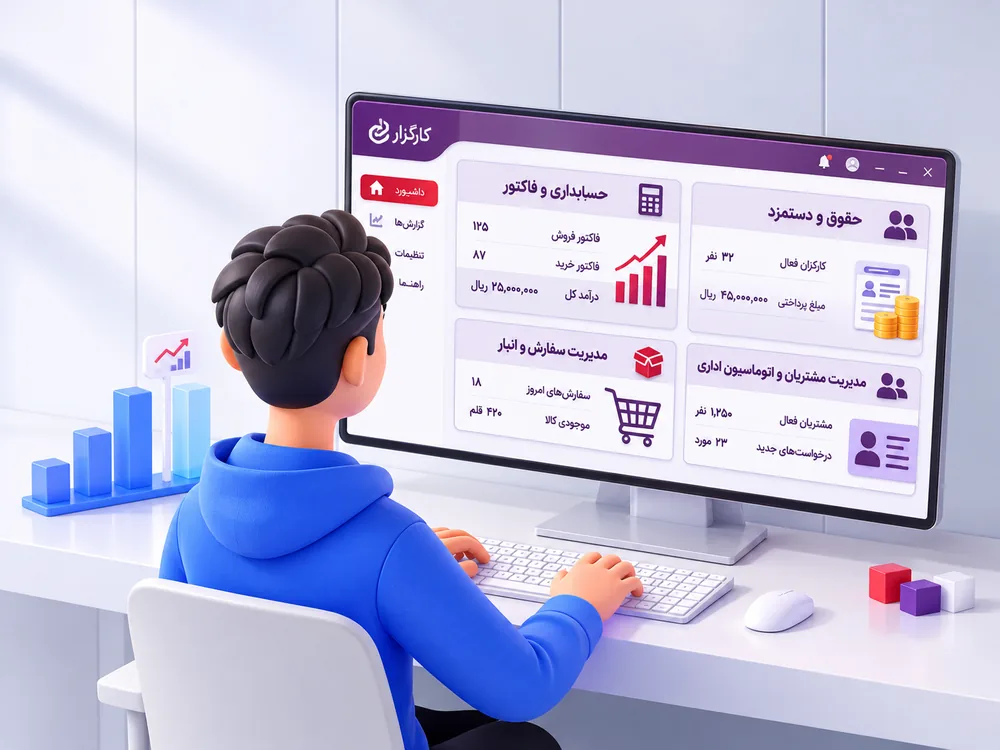 کارگزار
داشبورد
گزارش‌ها
تنظیمات
راهنما
حقوق و دستمزد
کارکنان فعال ۳۲ نفر
مبلغ پرداختی ۴۵,۰۰۰,۰۰۰ ریال
حسابداری و فاکتور
فاکتور فروش ۱۲۵
فاکتور خرید ۸۷
درآمد کل ۲۵,۰۰۰,۰۰۰ ریال
مدیریت مشتریان و اتوماسیون اداری
مشتریان فعال ۱,۲۵۰ نفر
درخواست‌های جدید ۲۳ مورد
مدیریت سفارش و انبار
سفارش‌های امروز ۱۸
موجودی کالا ۴۲۰ قلم